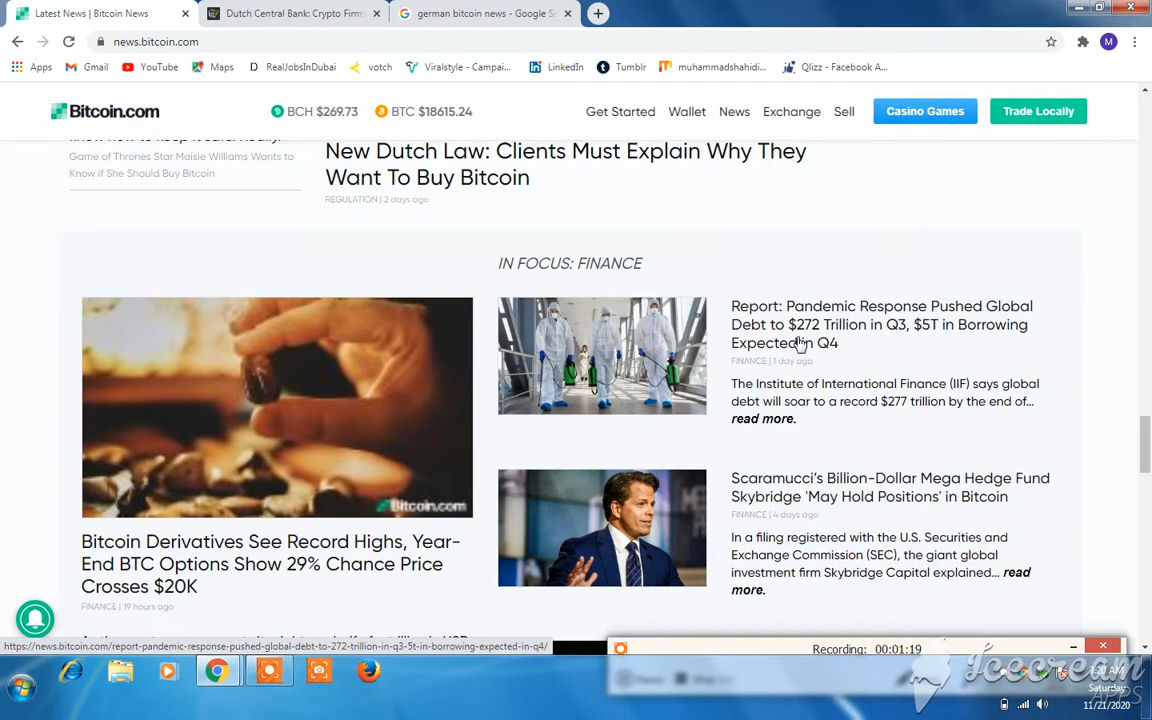 Latest News | Bitcoin News
Dutch Central Bank: Crypto Firms
german bitcoin news - Google Se
news.bitcoin.com
M
Apps
Gmail
YouTube
Maps
D RealJobsInDubai
votch
Viralstyle - Campai...
LinkedIn
Tumblr
muhammadshahidi...
Qlizz - Facebook A...
Bitcoin.com
BCH $269.73
BTC $18615.24
Get Started
Wallet
News
Exchange
Sell
Casino Games
Trade Locally
Game of Thrones Star Maisie Williams Wants to
Know if She Should Buy Bitcoin
New Dutch Law: Clients Must Explain Why They
Want To Buy Bitcoin
REGULATION | 2 days ago
IN FOCUS: FINANCE
Bitcoin.com
Bitcoin Derivatives See Record Highs, Year-
End BTC Options Show 29% Chance Price
Crosses $20K
FINANCE | 19 hours ago
Report: Pandemic Response Pushed Global
Debt to $272 Trillion in Q3, $5T in Borrowing
Expected in Q4
FINANCE | 1 day ago
The Institute of International Finance (IIF) says global
debt will soar to a record $277 trillion by the end of...
read more.
Scaramucci's Billion-Dollar Mega Hedge Fund
Skybridge 'May Hold Positions' in Bitcoin
FINANCE | 4 days ago
In a filing registered with the U.S. Securities and
Exchange Commission (SEC), the giant global
investment firm Skybridge Capital explained... read
more.
https://news.bitcoin.com/report-pandemic-response-pushed-global-debt-to-272-trillion-in-q3-5t-in-borrowing-expected-in-q4/
Recording: 00:01:19
Pause
Icecream
APPS
Saturday
11/21/2020